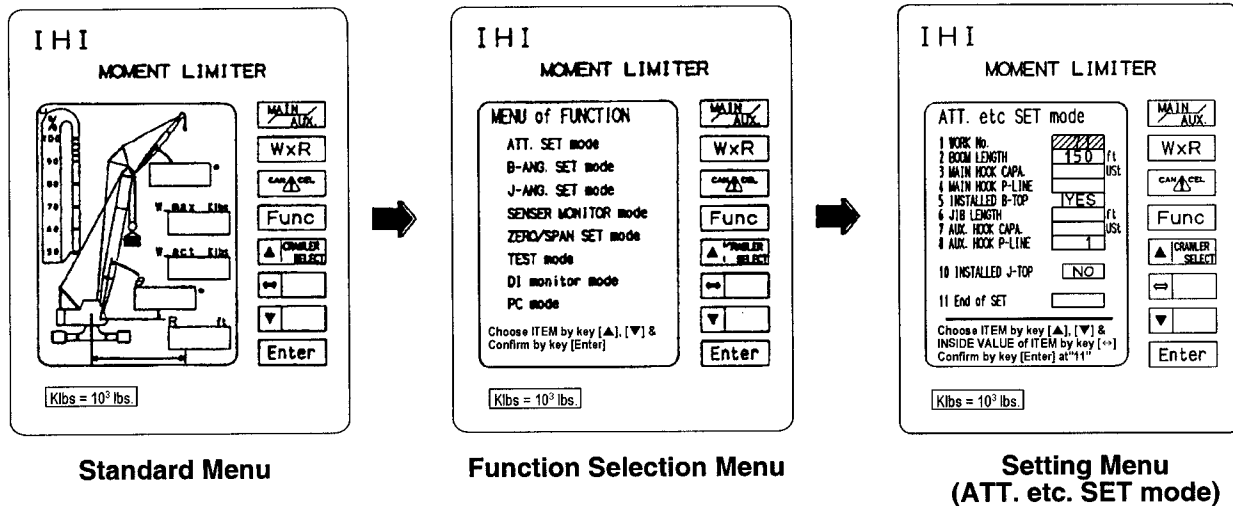 IHI
MOMENT LIMITER
%
100
90
80
70
60
50
W max Klbs
W act Klbs
R ft
MAIN/AUX.
WxR
CANCEL
Func
▲ CRAWLER SELECT
⇔
▼
Enter
Klbs = 10³ lbs.
Standard Menu
IHI
MOMENT LIMITER
MENU of FUNCTION
ATT. SET mode
B-ANG. SET mode
J-ANG. SET mode
SENSER MONITOR mode
ZERO/SPAN SET mode
TEST mode
DI monitor mode
PC mode
Choose ITEM by key [▲], [▼] &
Confirm by key [Enter]
MAIN/AUX.
WxR
CANCEL
Func
▲ CRAWLER SELECT
⇔
▼
Enter
Klbs = 10³ lbs.
Function Selection Menu
IHI
MOMENT LIMITER
ATT. etc SET mode
1 WORK No. 11
2 BOOM LENGTH 150 ft
3 MAIN HOOK CAPA. USt
4 MAIN HOOK P-LINE
5 INSTALLED B-TOP YES
6 JIB LENGTH ft
7 AUX. HOOK CAPA. USt
8 AUX. HOOK P-LINE 1
10 INSTALLED J-TOP NO
11 End of SET
Choose ITEM by key [▲], [▼] &
INSIDE VALUE of ITEM by key [⇔]
Confirm by key [Enter] at"11"
MAIN/AUX.
WxR
CANCEL
Func
▲ CRAWLER SELECT
⇔
▼
Enter
Klbs = 10³ lbs.
Setting Menu
(ATT. etc. SET mode)